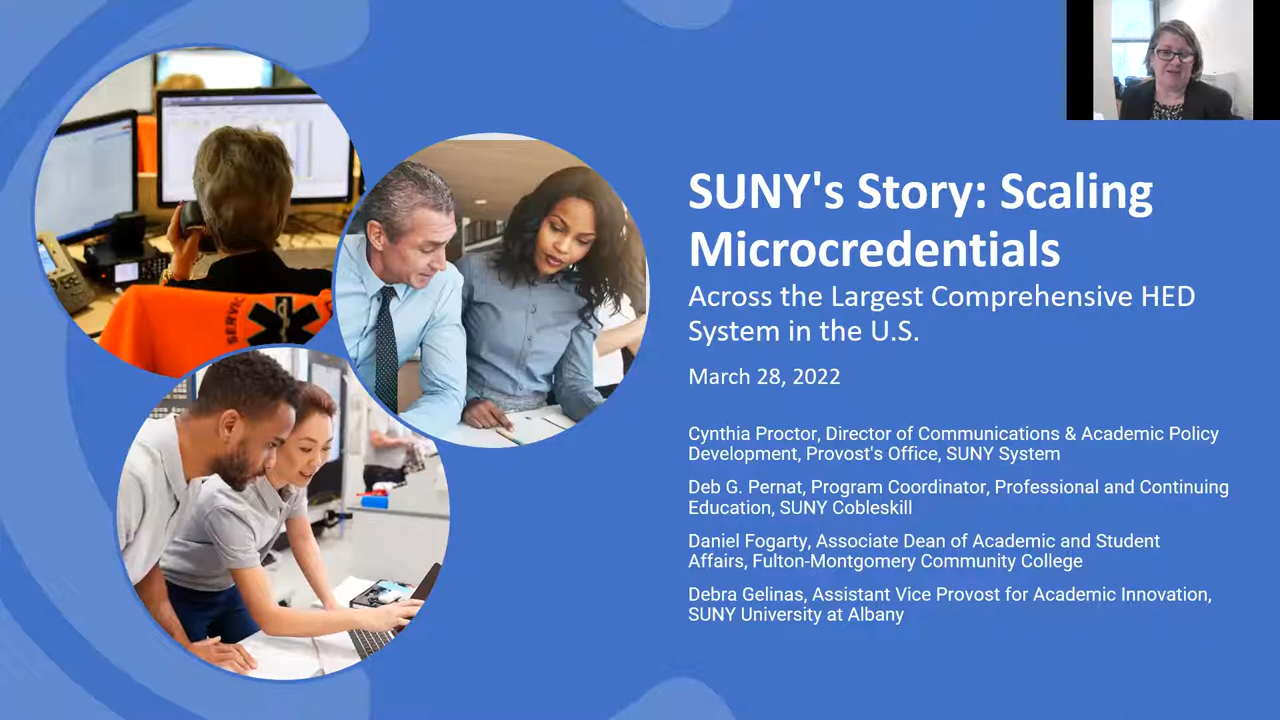 SUNY's Story: Scaling
Microcredentials
Across the Largest Comprehensive HED
System in the U.S.
March 28, 2022
Cynthia Proctor, Director of Communications & Academic Policy
Development, Provost's Office, SUNY System
Deb G. Pernat, Program Coordinator, Professional and Continuing
Education, SUNY Cobleskill
Daniel Fogarty, Associate Dean of Academic and Student
Affairs, Fulton-Montgomery Community College
Debra Gelinas, Assistant Vice Provost for Academic Innovation,
SUNY University at Albany